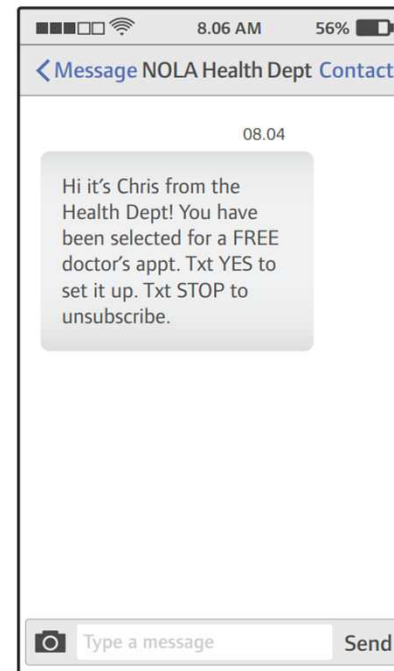 8.06 AM 56%
Message NOLA Health Dept Contact
08.04
Hi it's Chris from the
Health Dept! You have
been selected for a FREE
doctor's appt. Txt YES to
set it up. Txt STOP to
unsubscribe.
Type a message Send